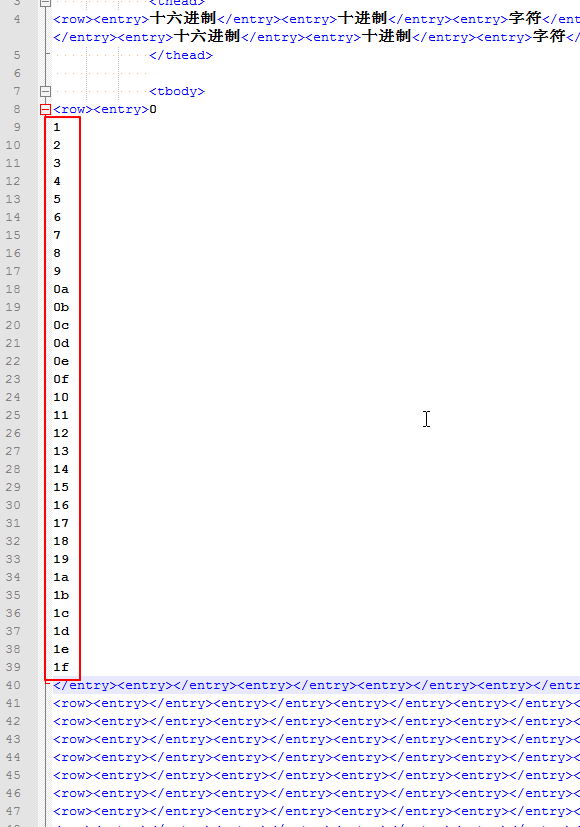 3 <thead>
4 <row><entry>十六进制</entry><entry>十进制</entry><entry>字符</
</entry><entry>十六进制</entry><entry>十进制</entry><entry>字符</
5 </thead>
6
7 <tbody>
8 <row><entry>0
9 1
10 2
11 3
12 4
13 5
14 6
15 7
16 8
17 9
18 0a
19 0b
20 0c
21 0d
22 0e
23 0f
24 10
25 11
26 12
27 13
28 14
29 15
30 16
31 17
32 18
33 19
34 1a
35 1b
36 1c
37 1d
38 1e
39 1f
40 </entry><entry></entry><entry></entry><entry></entry><entry></entr
41 <row><entry></entry><entry></entry><entry></entry><entry></entry><
42 <row><entry></entry><entry></entry><entry></entry><entry></entry><
43 <row><entry></entry><entry></entry><entry></entry><entry></entry><
44 <row><entry></entry><entry></entry><entry></entry><entry></entry><
45 <row><entry></entry><entry></entry><entry></entry><entry></entry><
46 <row><entry></entry><entry></entry><entry></entry><entry></entry><
47 <row><entry></entry><entry></entry><entry></entry><entry></entry><